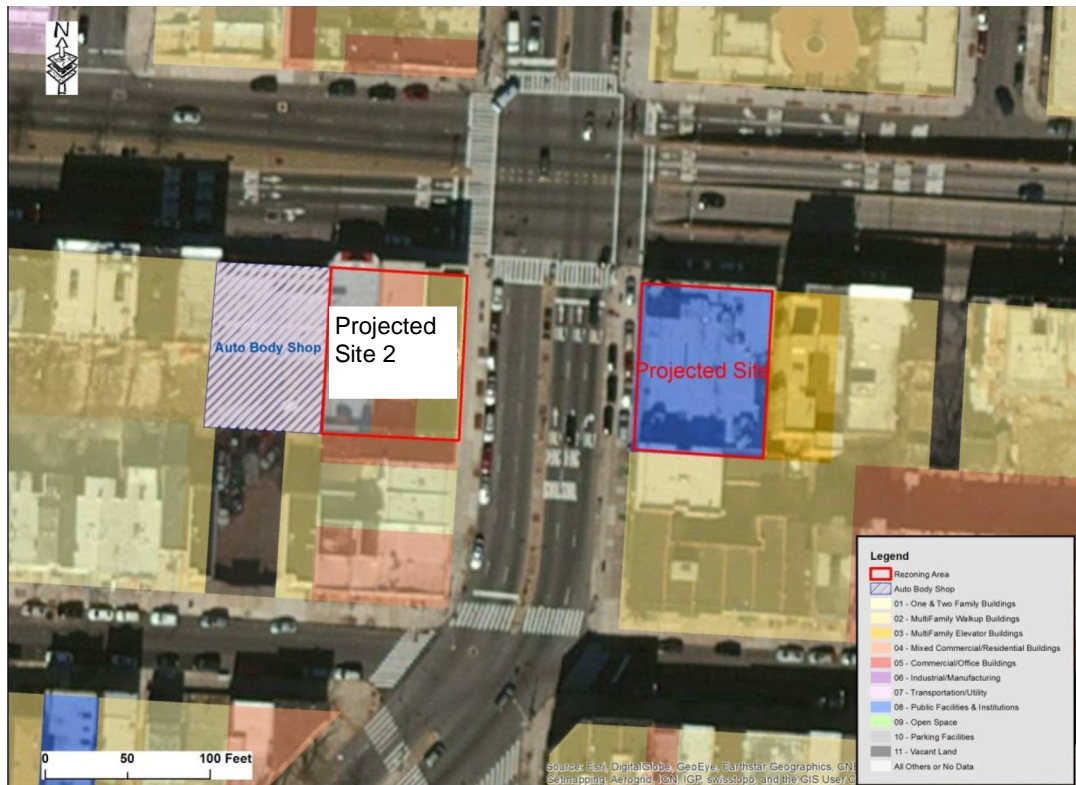 N
Projected
Site 2
Auto Body Shop
Projected Site
Legend
Rezoning Area
Auto Body Shop
01 - One & Two Family Buildings
02 - MultiFamily Walkup Buildings
03 - MultiFamily Elevator Buildings
04 - Mixed Commercial/Residential Buildings
05 - Commercial/Office Buildings
06 - Industrial/Manufacturing
07 - Transportation/Utility
08 - Public Facilities & Institutions
09 - Open Space
10 - Parking Facilities
11 - Vacant Land
All Others or No Data
0 50 100 Feet
Source: Esri, DigitalGlobe, GeoEye, Earthstar Geographics, CNE
Getmapping, Aerogrid, IGN, IGP, swisstopo, and the GIS User C